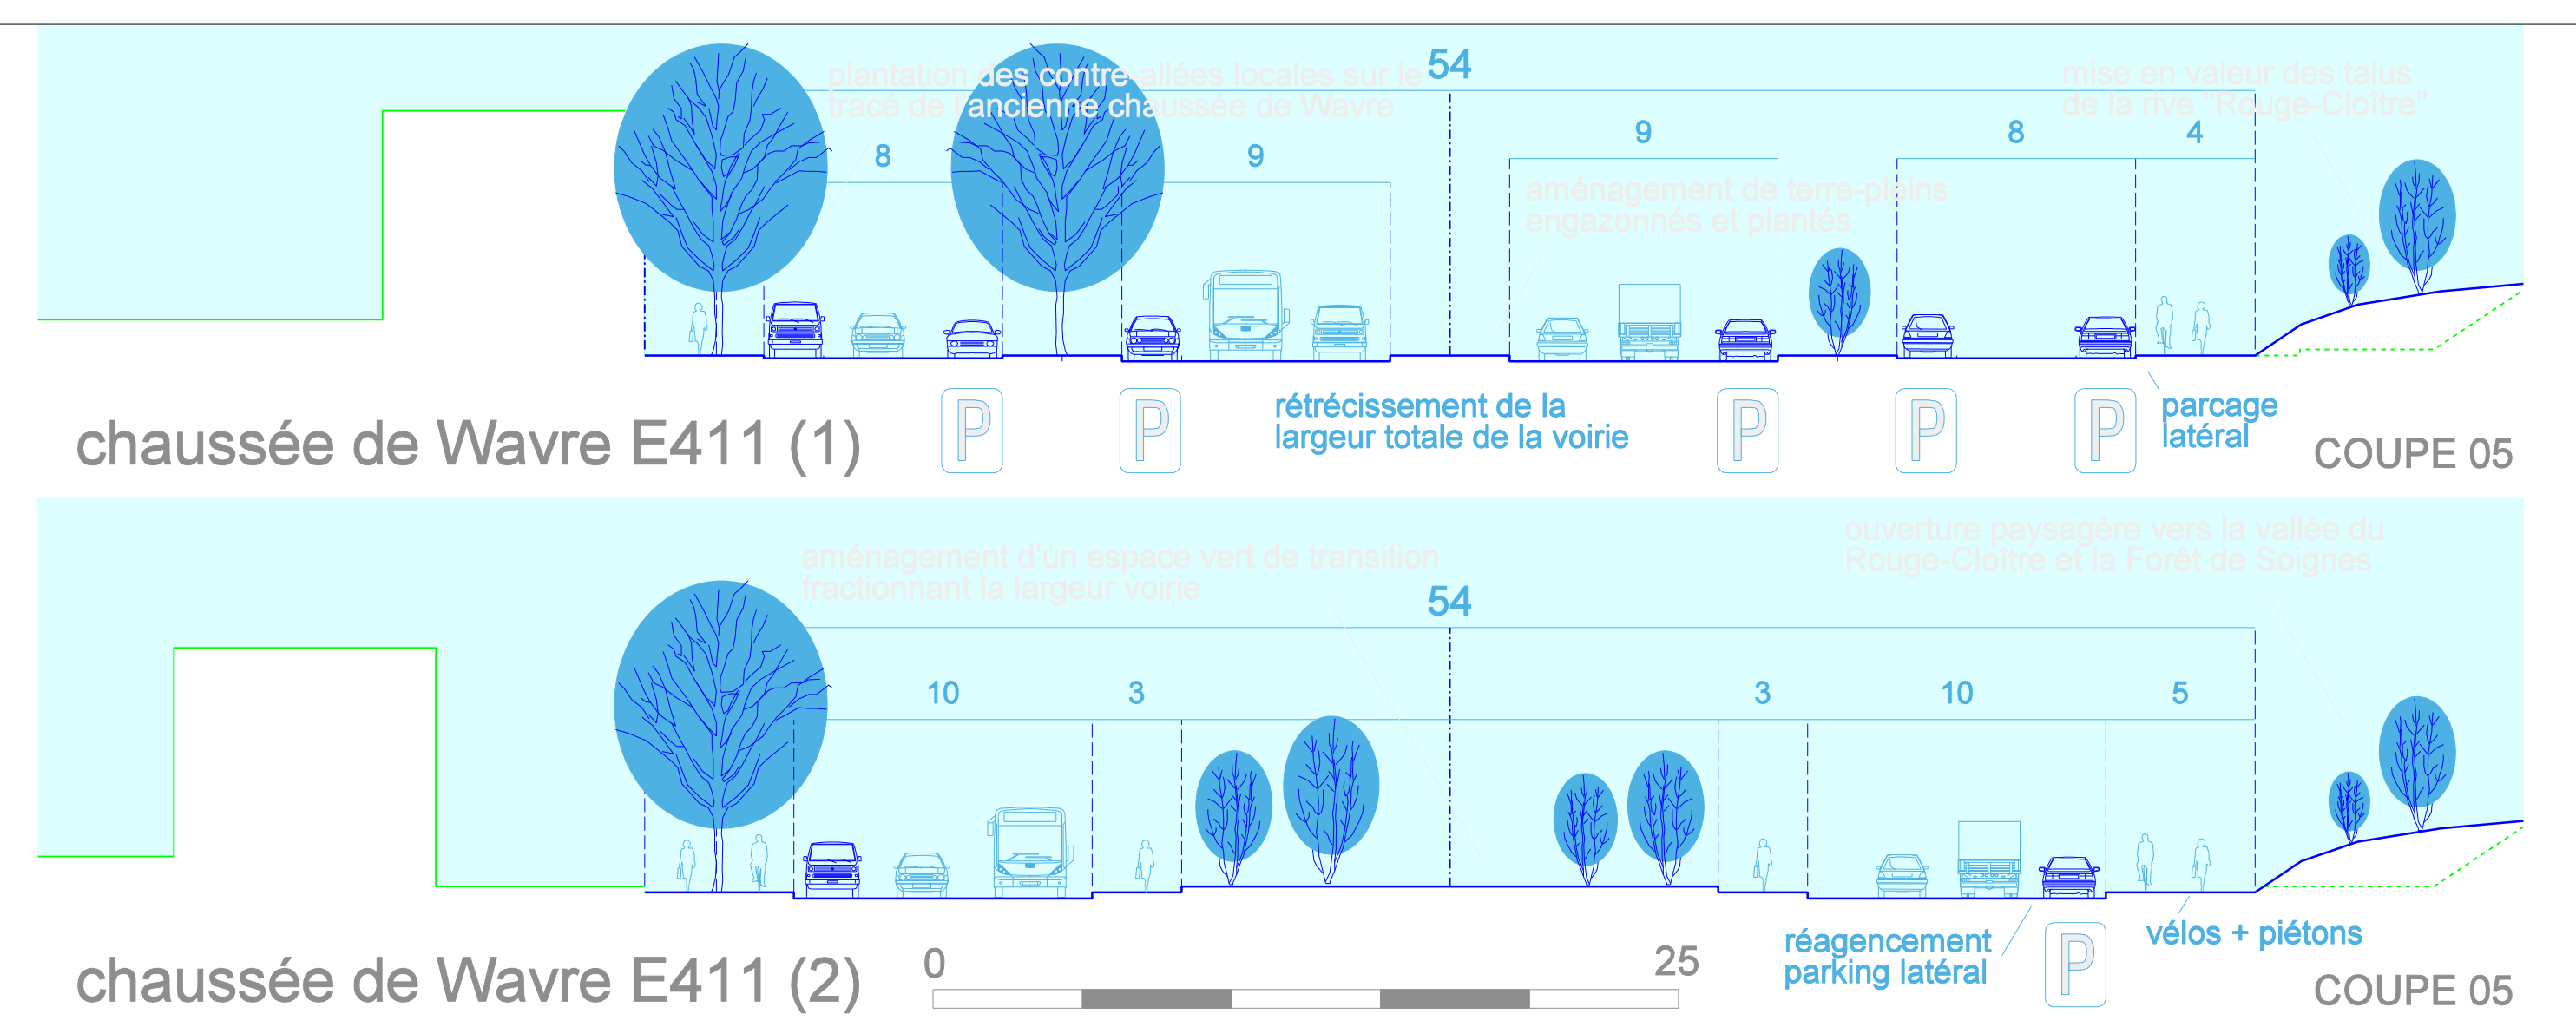 plantation des contre-allées locales sur le
tracé de l'ancienne chaussée de Wavre
54
mise en valeur des talus
de la rive "Rouge-Cloître"
8
9
9
8
4
aménagement de terre-pleins
engazonnés et plantés
chaussée de Wavre E411 (1)
P
P
rétrécissement de la
largeur totale de la voirie
P
P
P
parcage
latéral
COUPE 05
aménagement d'un espace vert de transition
fractionnant la largeur voirie
54
ouverture paysagère vers la vallée du
Rouge-Cloître et la Forêt de Soignes
10
3
3
10
5
chaussée de Wavre E411 (2)
0
25
réagencement
parking latéral
P
vélos + piétons
COUPE 05